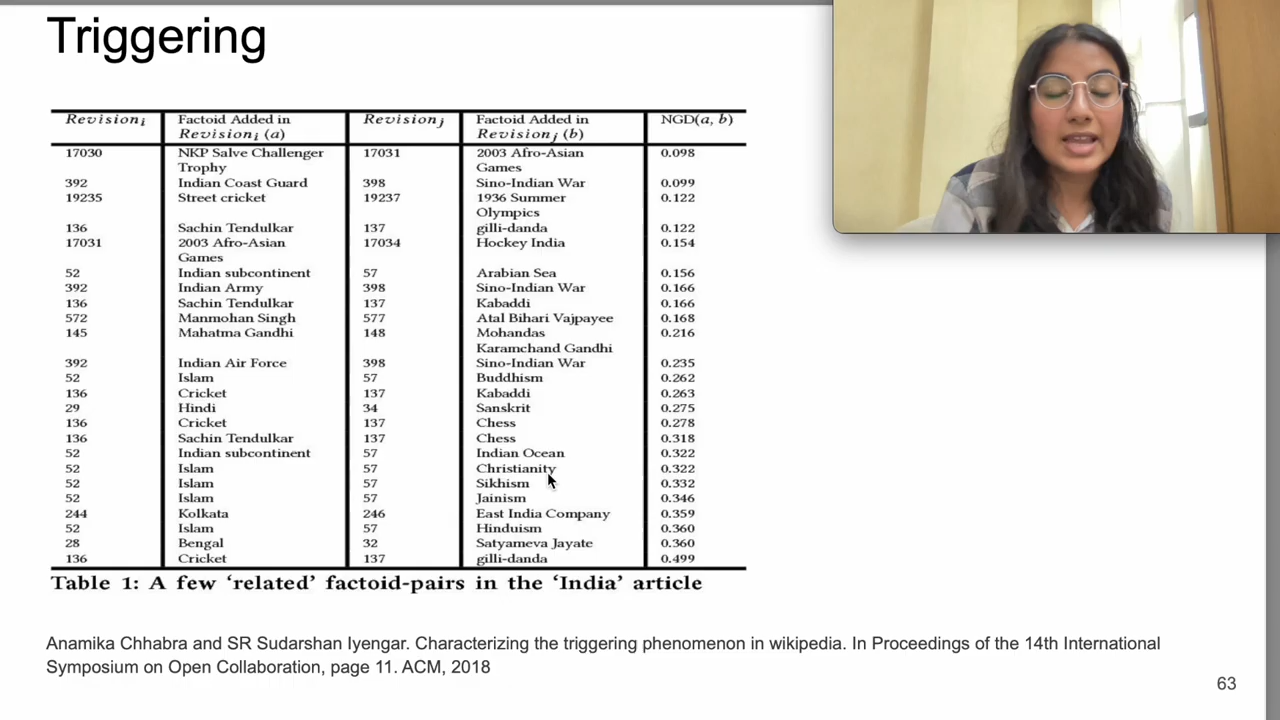 Triggering
Revisionᵢ Factoid Added in Revisionⱼ Factoid Added in NGD(a, b)
Revisionᵢ (a) Revisionⱼ (b)
17030 NKP Salve Challenger 17031 2003 Afro-Asian 0.098
Trophy Games
392 Indian Coast Guard 398 Sino-Indian War 0.099
19235 Street cricket 19237 1936 Summer 0.122
Olympics
136 Sachin Tendulkar 137 gilli-danda 0.122
17031 2003 Afro-Asian 17034 Hockey India 0.154
Games
52 Indian subcontinent 57 Arabian Sea 0.156
392 Indian Army 398 Sino-Indian War 0.166
136 Sachin Tendulkar 137 Kabaddi 0.166
572 Manmohan Singh 577 Atal Bihari Vajpayee 0.168
145 Mahatma Gandhi 148 Mohandas 0.216
Karamchand Gandhi
392 Indian Air Force 398 Sino-Indian War 0.235
52 Islam 57 Buddhism 0.262
136 Cricket 137 Kabaddi 0.263
29 Hindi 34 Sanskrit 0.275
136 Cricket 137 Chess 0.278
136 Sachin Tendulkar 137 Chess 0.318
52 Indian subcontinent 57 Indian Ocean 0.322
52 Islam 57 Christianity 0.322
52 Islam 57 Sikhism 0.332
52 Islam 57 Jainism 0.346
244 Kolkata 246 East India Company 0.359
52 Islam 57 Hinduism 0.360
28 Bengal 32 Satyameva Jayate 0.360
136 Cricket 137 gilli-danda 0.499
Table 1: A few ‘related’ factoid-pairs in the ‘India’ article
Anamika Chhabra and SR Sudarshan Iyengar. Characterizing the triggering phenomenon in wikipedia. In Proceedings of the 14th International
Symposium on Open Collaboration, page 11. ACM, 2018
63